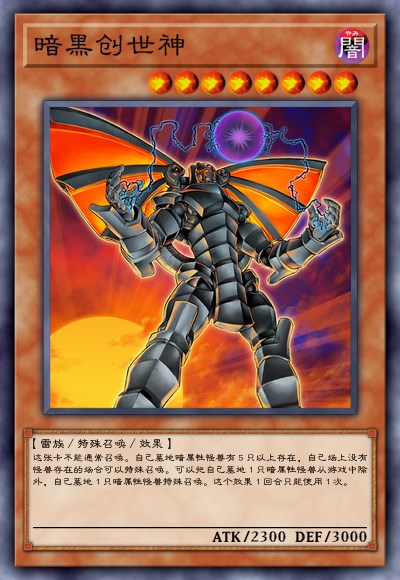 暗黑创世神
やみ
闇
【雷族／特殊召唤／效果】
这张卡不能通常召唤。自己墓地暗属性怪兽有5只以上存在，自己场上没有
怪兽存在的场合可以特殊召唤。可以把自己墓地1只暗属性怪兽从游戏中除
外，自己墓地1只暗属性怪兽特殊召唤。这个效果1回合只能使用1次。
ATK/2300 DEF/3000